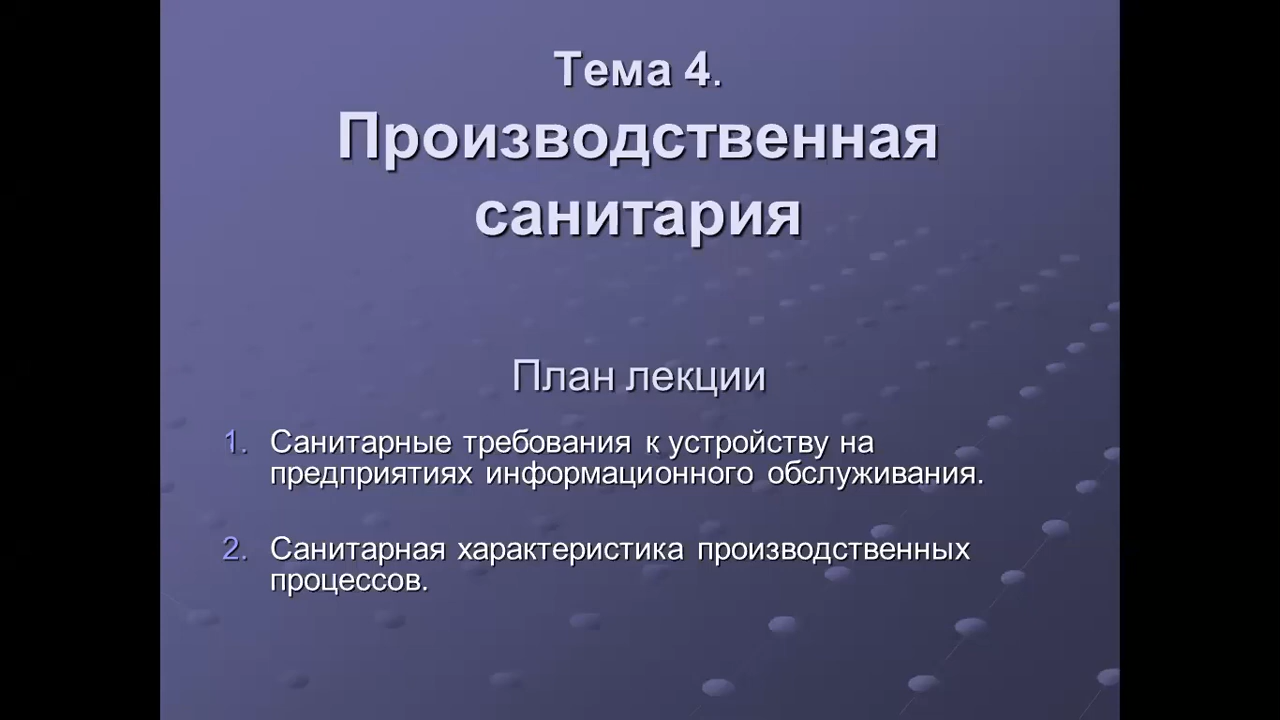 Тема 4.
Производственная
санитария
План лекции
1. Санитарные требования к устройству на
предприятиях информационного обслуживания.
2. Санитарная характеристика производственных
процессов.